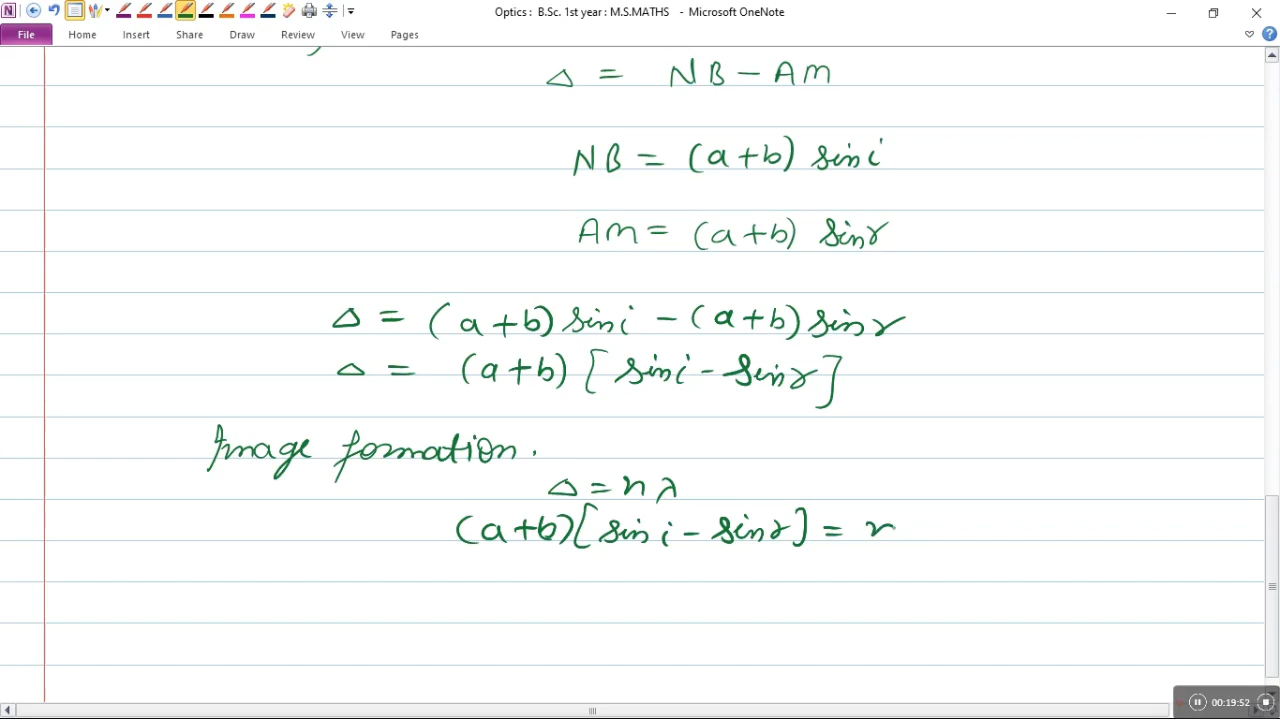 Optics : B.Sc. 1st year : M.S.MATHS - Microsoft OneNote
File Home Insert Share Draw Review View Pages
Δ = NB - AM
NB = (a+b) sin i
AM = (a+b) sin r
Δ = (a+b) sin i - (a+b) sin r
Δ = (a+b) [ sin i - sin r ]
Image formation.
Δ = n λ
(a+b) [ sin i - sin r ] = n
00:19:52